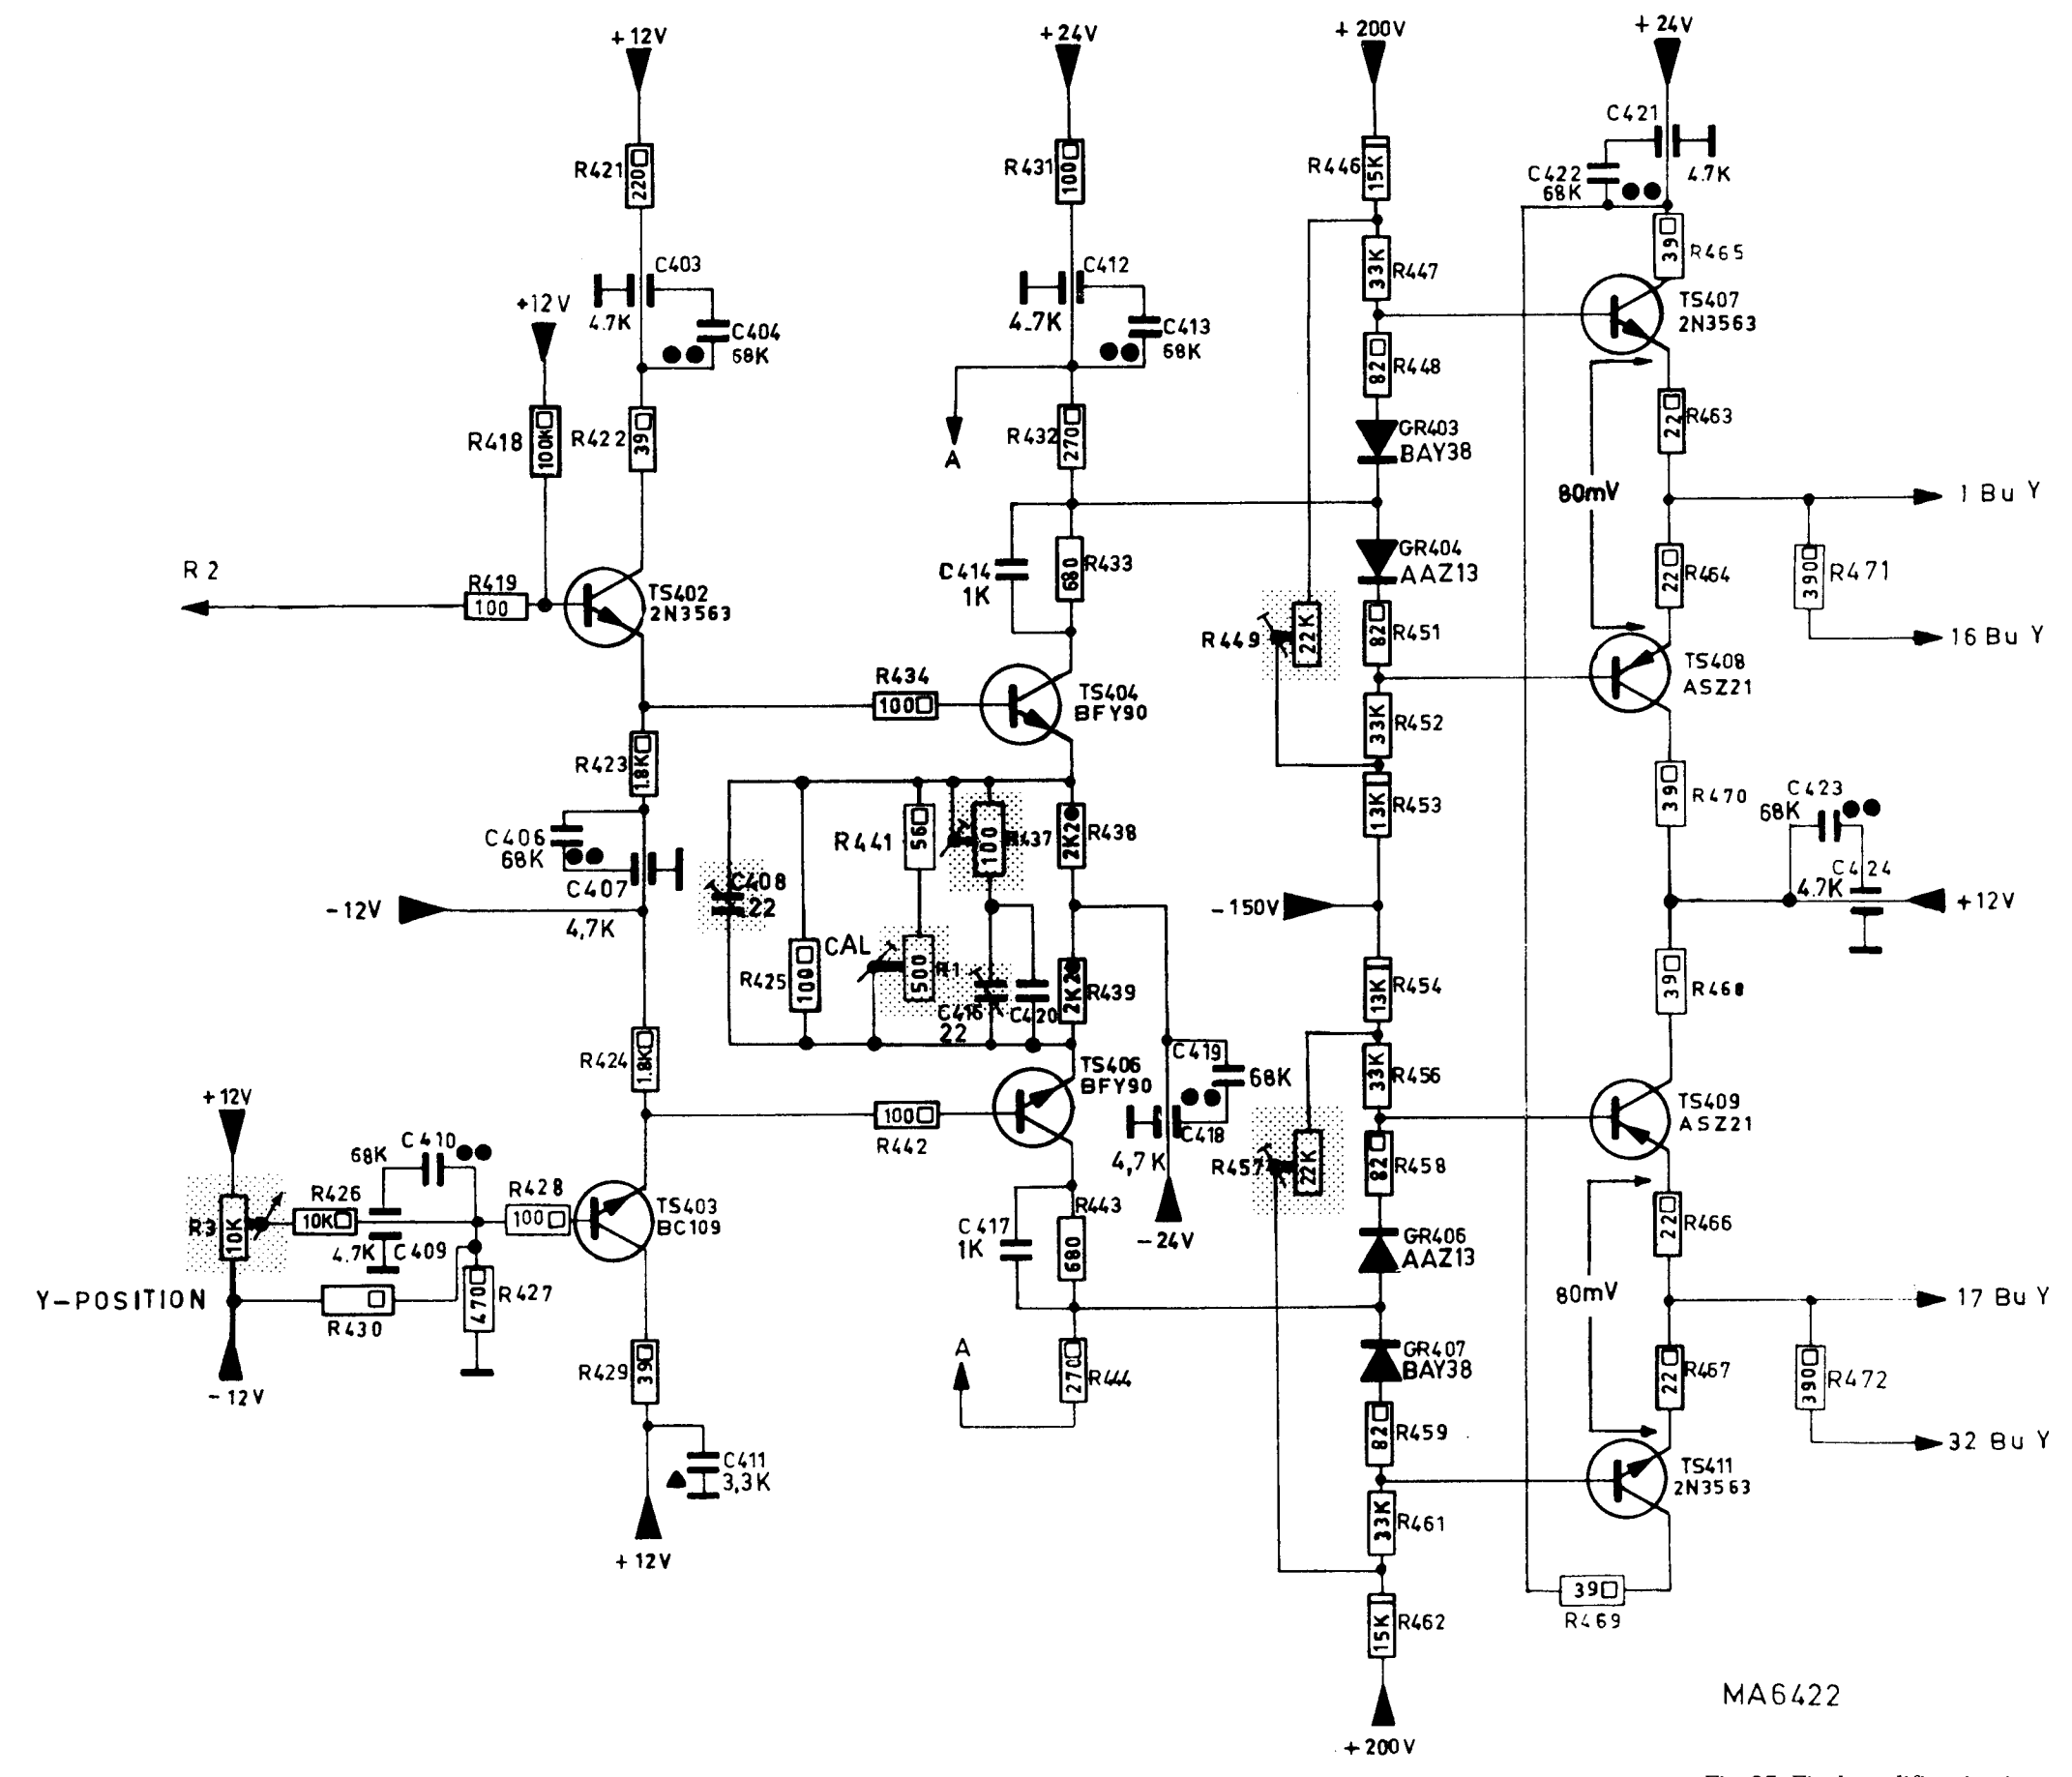 +12V
+24V
+200V
+24V
R421
220
R431
100
R446
15K
C421
C422
68K
4.7K
C403
4.7K
C404
68K
+12V
C412
4.7K
C413
68K
33K
R447
39
R465
TS407
2N3563
R418
100K
R422
39
A
R432
270
82
R448
GR403
BAY38
22
R463
80mV
1 Bu Y
R2
R419
100
TS402
2N3563
C414
1K
680
R433
GR404
AAZ13
22
R464
390
R471
16 Bu Y
R449
22K
82
R451
R434
100
TS404
BFY90
TS408
ASZ21
33K
R452
R423
1.8K
C406
68K
C407
4,7K
-12V
C408
22
R425
100
R441
56
CAL
500
R1
100
R437
C416
22
C420
2K2
R438
2K2
R439
13K
R453
-150V
39
R470
C423
68K
C424
4.7K
+12V
13K
R454
39
R468
R424
1.8K
TS406
BFY90
C419
68K
C418
4,7K
-24V
33K
R456
TS409
ASZ21
R442
100
R457
22K
82
R458
+12V
R3
10K
Y-POSITION
-12V
R426
10K
68K
C410
4.7K
C409
R428
100
TS403
BC109
R430
470
R427
C417
1K
R443
680
GR406
AAZ13
22
R466
80mV
17 Bu Y
R429
39
A
270
R444
GR407
BAY38
22
R467
390
R472
32 Bu Y
C411
3,3K
+12V
82
R459
TS411
2N3563
33K
R461
39
R469
15K
R462
+200V
MA6422